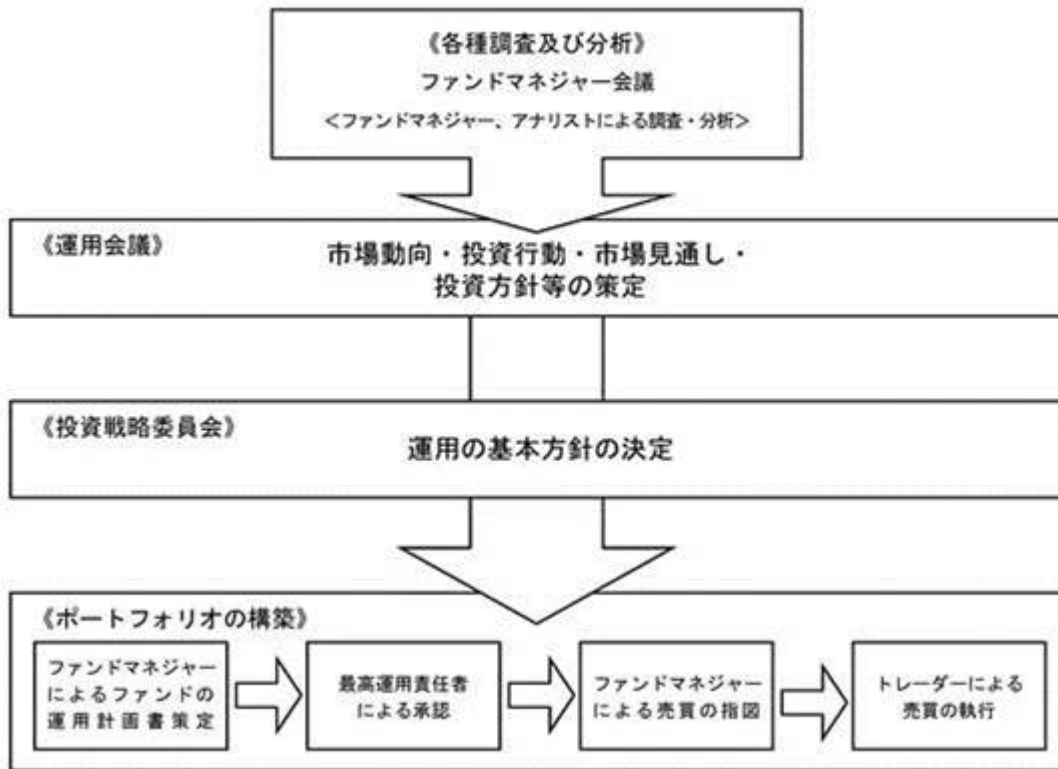 《各種調査及び分析》
ファンドマネジャー会議
＜ファンドマネジャー、アナリストによる調査・分析＞
《運用会議》
市場動向・投資行動・市場見通し・
投資方針等の策定
《投資戦略委員会》
運用の基本方針の決定
《ポートフォリオの構築》
ファンドマネジャー
によるファンドの
運用計画書策定
最高運用責任者
による承認
ファンドマネジャー
による売買の指図
トレーダーによる
売買の執行